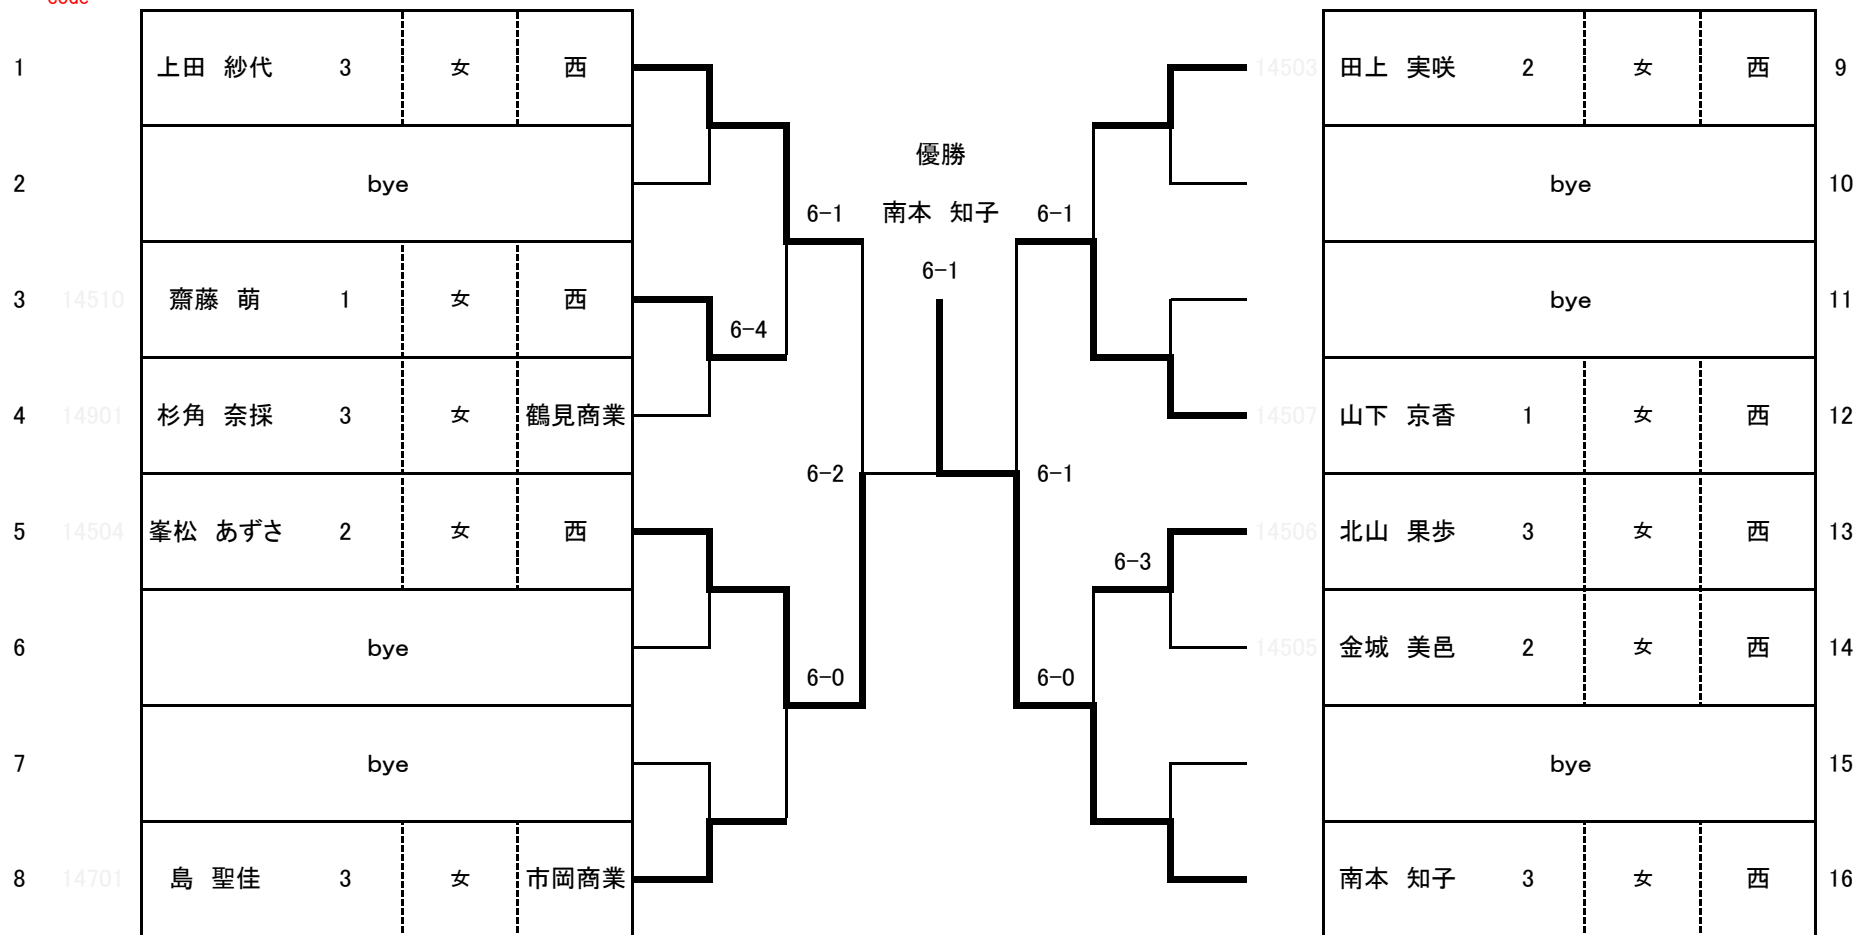 code
1 上田 紗代 3 女 西
2 bye
3 14510 齋藤 萌 1 女 西
4 14901 杉角 奈採 3 女 鶴見商業
5 14504 峯松 あずさ 2 女 西
6 bye
7 bye
8 14701 島 聖佳 3 女 市岡商業
6-4
6-1
6-2
6-0
優勝
南本 知子
6-1
6-1
6-1
6-3
6-0
14503 田上 実咲 2 女 西 9
bye 10
bye 11
14507 山下 京香 1 女 西 12
14506 北山 果歩 3 女 西 13
14505 金城 美邑 2 女 西 14
bye 15
南本 知子 3 女 西 16